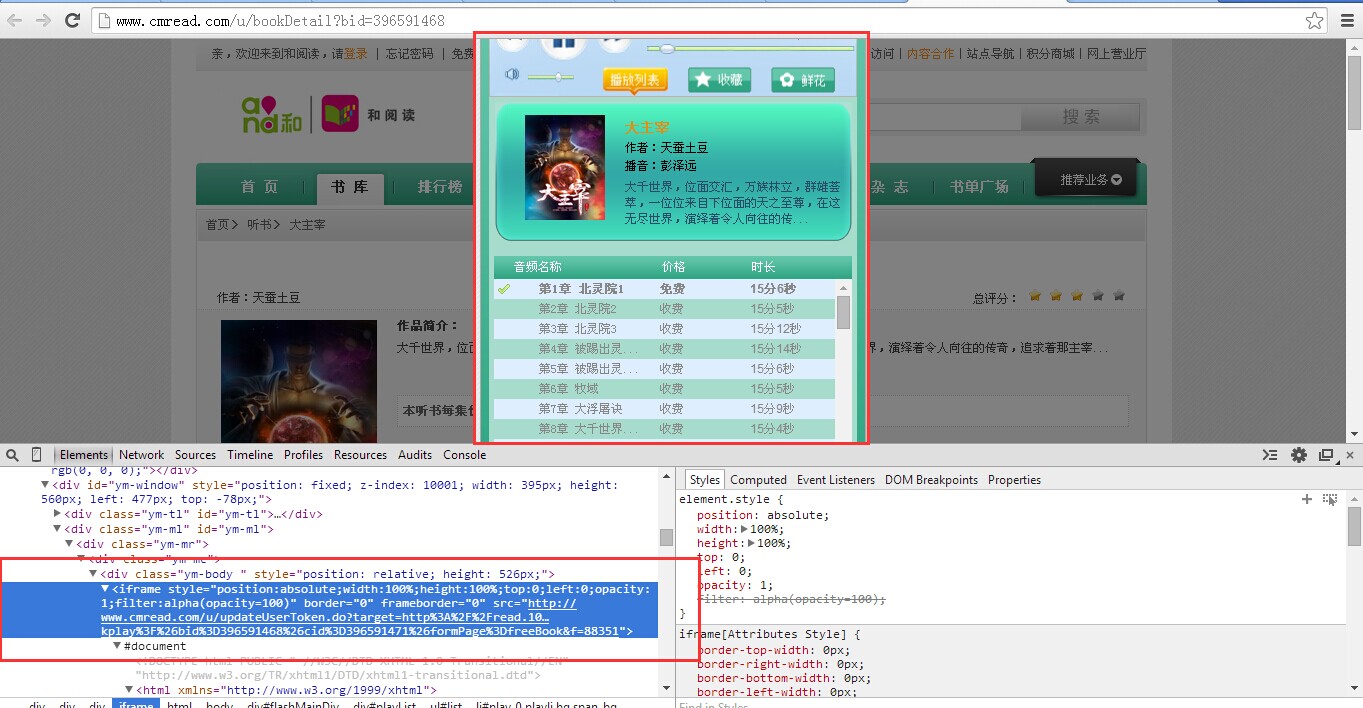 www.cmread.com/u/bookDetail?bid=396591468
亲，欢迎来到和阅读，请登录 | 忘记密码 | 免费
访问 | 内容合作 | 站点导航 | 积分商城 | 网上营业厅
and和 和阅读
搜 索
首 页 书 库 排行榜
杂 志 书单广场 推荐业务
首页> 听书> 大主宰
作者：天蚕土豆
总评分：
作品简介：
大千世界，位
界，演绎着令人向往的传奇，追求着那主宰...
本听书每集
播放列表 收藏 鲜花
大主宰
作者：天蚕土豆
播音：彭泽远
大千世界，位面交汇，万族林立，群雄荟
萃，一位位来自下位面的天之至尊，在这
无尽世界，演绎着令人向往的传...
大主宰
音频名称 价格 时长
第1章 北灵院1 免费 15分6秒
第2章 北灵院2 收费 15分5秒
第3章 北灵院3 收费 15分12秒
第4章 被踢出灵... 收费 15分14秒
第5章 被踢出灵... 收费 15分6秒
第6章 牧域 收费 15分5秒
第7章 大浮屠诀 收费 15分9秒
第8章 大千世界... 收费 15分4秒
Elements Network Sources Timeline Profiles Resources Audits Console
rgb(0, 0, 0);"></div>
▼<div id="ym-window" style="position: fixed; z-index: 10001; width: 395px; height:
560px; left: 477px; top: -78px;">
▶<div class="ym-tl" id="ym-tl">…</div>
▼<div class="ym-ml" id="ym-ml">
▼<div class="ym-mr">
▼<div class="ym-mc">
▼<div class="ym-body " style="position: relative; height: 526px;">
▼<iframe style="position:absolute;width:100%;height:100%;top:0;left:0;opacity:
1;filter:alpha(opacity=100)" border="0" frameborder="0" src="http://
www.cmread.com/u/updateUserToken.do?target=http%3A%2F%2Fread.10…
kplay%3F%26bid%3D396591468%26cid%3D396591471%26formPage%3DfreeBook&f=88351">
▼#document
<!DOCTYPE html PUBLIC "-//W3C//DTD XHTML 1.0 Transitional//EN"
"http://www.w3.org/TR/xhtml1/DTD/xhtml1-transitional.dtd">
▼<html xmlns="http://www.w3.org/1999/xhtml">
div div div iframe html body div#flashMainDiv div#playList ul#list li#play_0.playli.bg span.bg
Styles Computed Event Listeners DOM Breakpoints Properties
element.style {
position: absolute;
width:▶100%;
height:▶100%;
top: 0;
left: 0;
opacity: 1;
filter: alpha(opacity=100);
}
iframe[Attributes Style] {
border-top-width: 0px;
border-right-width: 0px;
border-bottom-width: 0px;
border-left-width: 0px;
Find in Styles